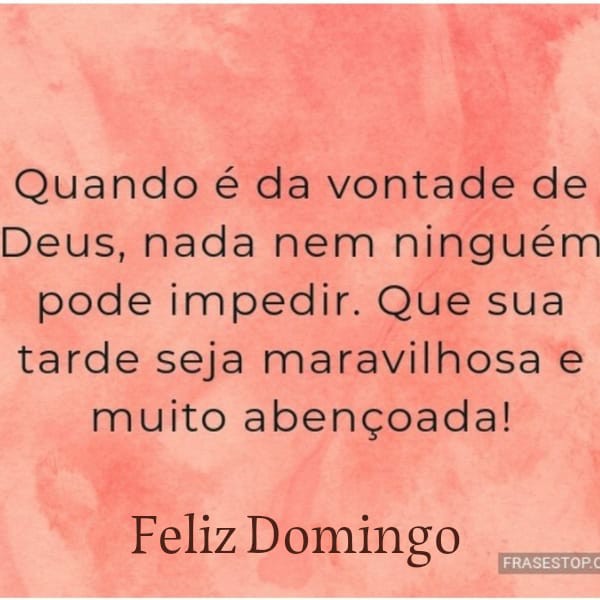 Quando é da vontade de
Deus, nada nem ninguém
pode impedir. Que sua
tarde seja maravilhosa e
muito abençoada!
Feliz Domingo
FRASESTOP.C